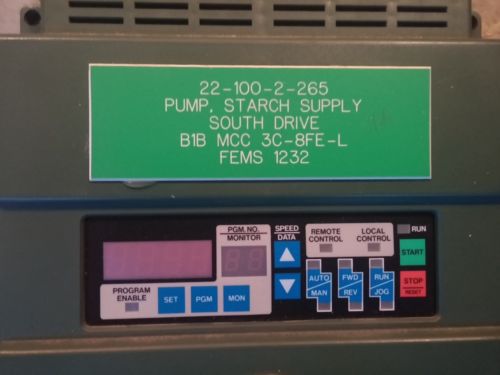 22-100-2-265
PUMP, STARCH SUPPLY
SOUTH DRIVE
B1B MCC 3C-8FE-L
FEMS 1232
PGM. NO.
MONITOR
SPEED
DATA
REMOTE
CONTROL
LOCAL
CONTROL
RUN
AUTO
MAN
FWD
REV
RUN
JOG
START
STOP
RESET
PROGRAM
ENABLE
SET
PGM
MON